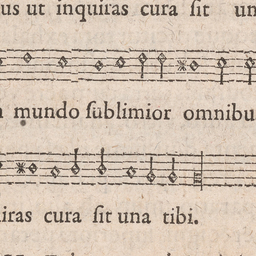 us ut inquiras cura ſit un
mundo ſublimior omnibu
iras cura ſit una tibi.